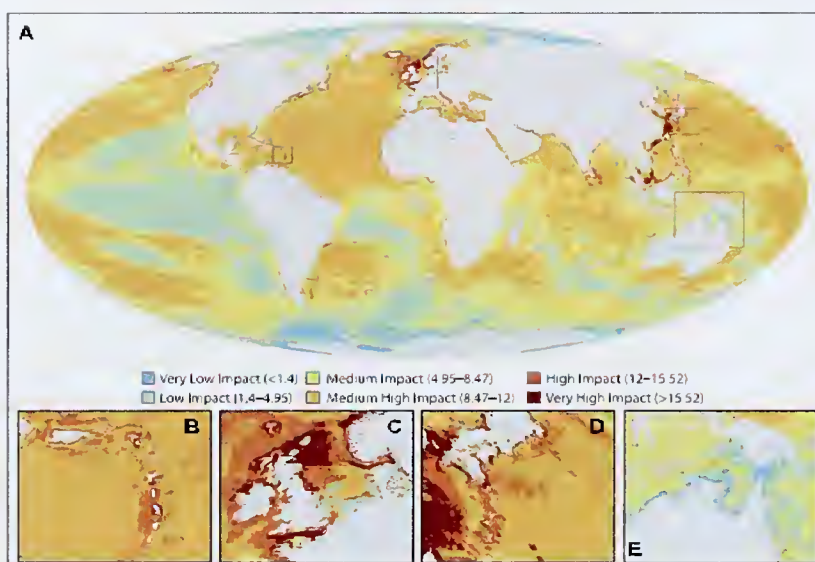 A
Very Low Impact (<1.4) Medium Impact (4.95–8.47) High Impact (12–15.52)
Low Impact (1.4–4.95) Medium High Impact (8.47–12) Very High Impact (>15.52)
B C D
E